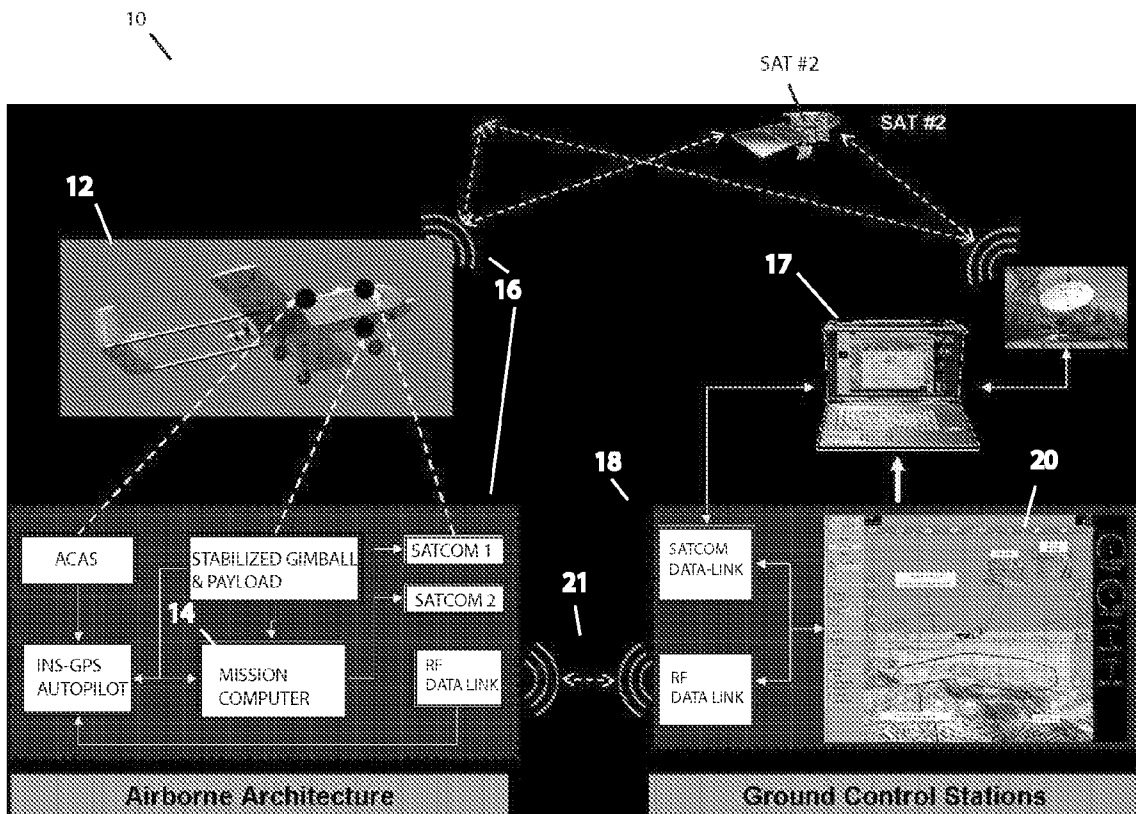 10
SAT #2
SAT #2
12
16
17
18
20
ACAS
STABILIZED GIMBALL
& PAYLOAD
SATCOM 1
SATCOM 2
14
21
SATCOM
DATA-LINK
INS-GPS
AUTOPILOT
MISSION
COMPUTER
RF
DATA LINK
RF
DATA LINK
Airborne Architecture
Ground Control Stations